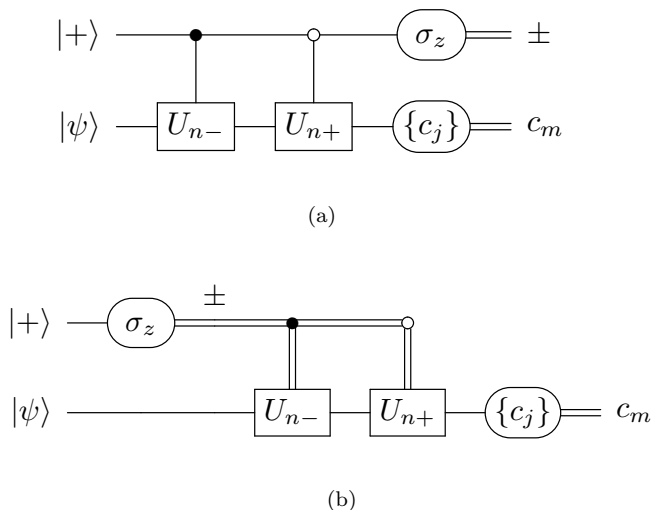 |+⟩ σ_z ±
|ψ⟩ U_{n−} U_{n+} {c_j} c_m
(a)
±
|+⟩ σ_z
|ψ⟩ U_{n−} U_{n+} {c_j} c_m
(b)